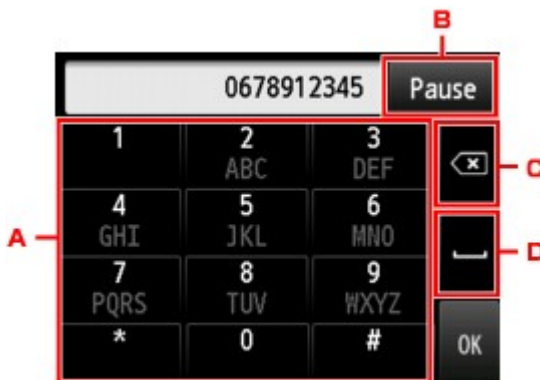 B
0678912345 Pause
1 2 3
ABC DEF
C
4 5 6
GHI JKL MNO
A
D
7 8 9
PQRS TUV WXYZ
* 0 # OK